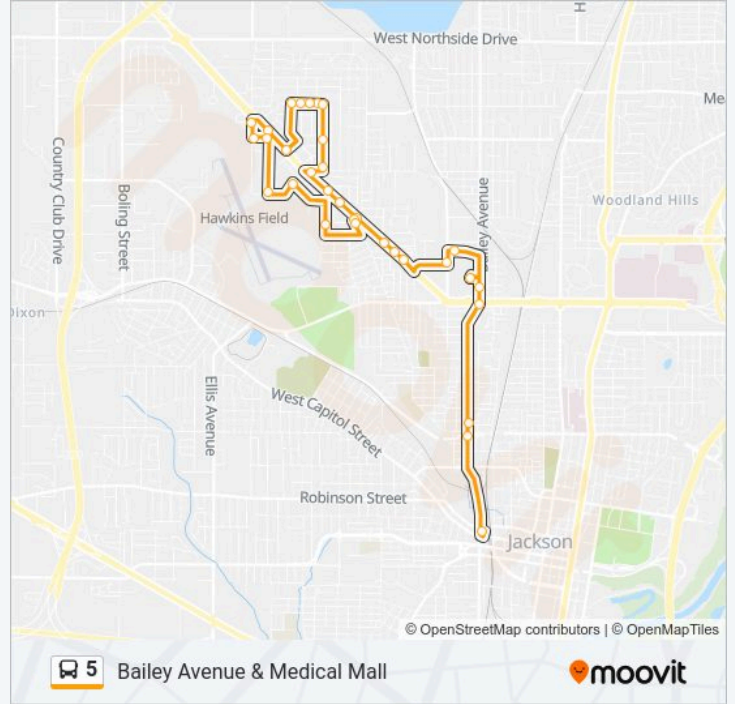 H
West Northside Drive
Me
Country Club Drive
Boling Street
Hawkins Field
Woodland Hills
Dixon
Ellis Avenue
West Capitol Street
Robinson Street
Jackson
© OpenStreetMap contributors | © OpenMapTiles
5 Bailey Avenue & Medical Mall
moovit